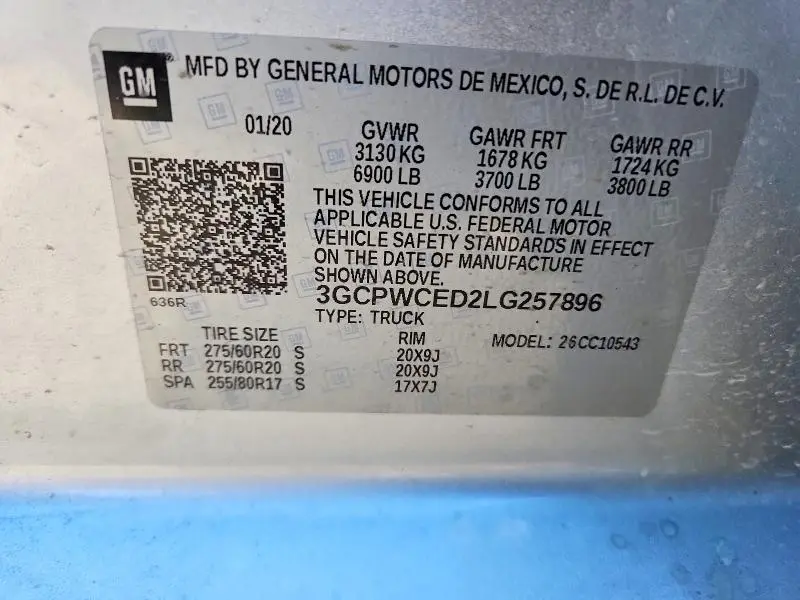 GM
MFD BY GENERAL MOTORS DE MEXICO, S. DE R.L. DE C.V.
01/20 GVWR GAWR FRT GAWR RR
3130 KG 1678 KG 1724 KG
6900 LB 3700 LB 3800 LB
THIS VEHICLE CONFORMS TO ALL
APPLICABLE U.S. FEDERAL MOTOR
VEHICLE SAFETY STANDARDS IN EFFECT
ON THE DATE OF MANUFACTURE
SHOWN ABOVE.
636R
3GCPWCED2LG257896
TYPE: TRUCK
TIRE SIZE RIM MODEL: 26CC10543
FRT 275/60R20 S 20X9J
RR 275/60R20 S 20X9J
SPA 255/80R17 S 17X7J